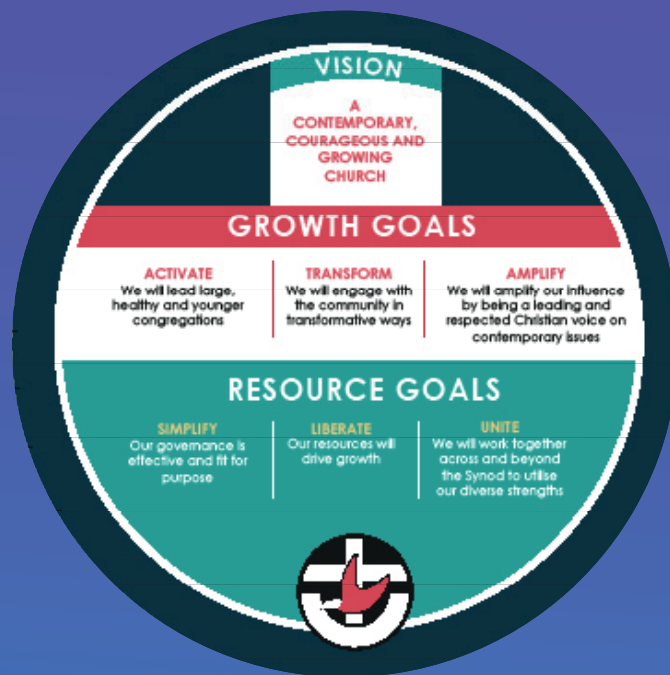 VISION
A
CONTEMPORARY,
COURAGEOUS AND
GROWING
CHURCH
GROWTH GOALS
ACTIVATE
We will lead large,
healthy and younger
congregations
TRANSFORM
We will engage with
the community in
transformative ways
AMPLIFY
We will amplify our influence
by being a leading and
respected Christian voice on
contemporary issues
RESOURCE GOALS
SIMPLIFY
Our governance is
effective and fit for
purpose
LIBERATE
Our resources will
drive growth
UNITE
We will work together
across and beyond
the Synod to utilise
our diverse strengths